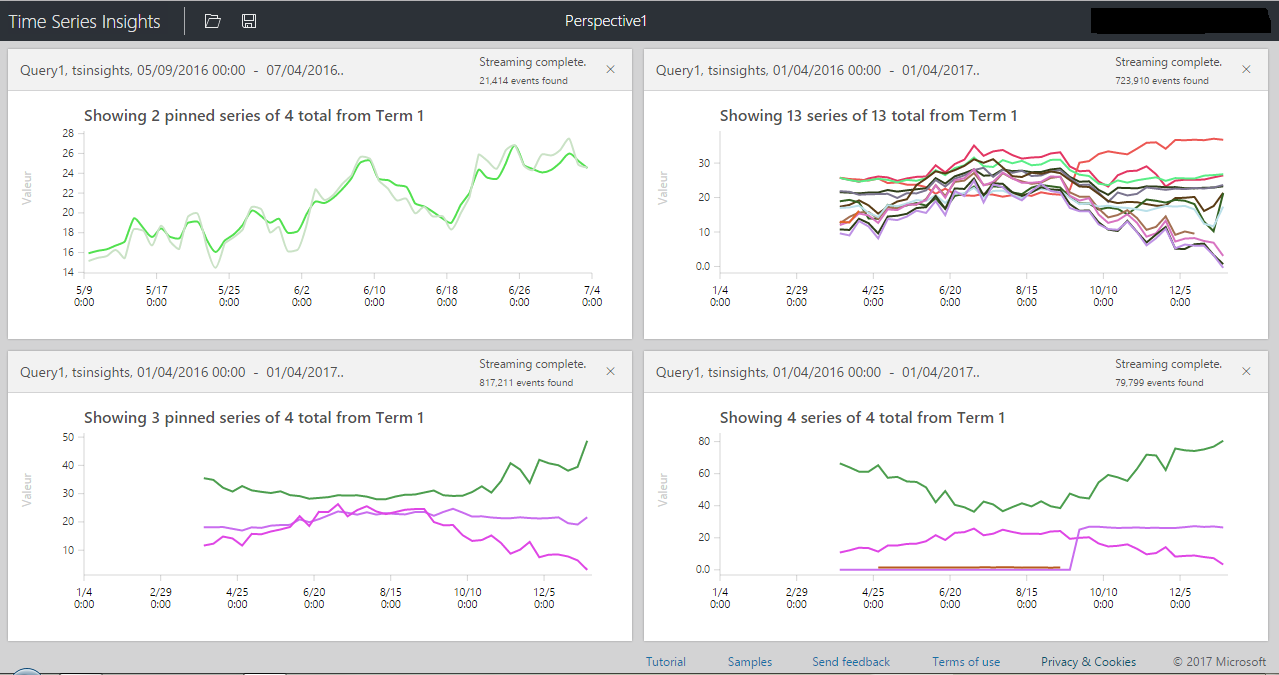 Time Series Insights
Perspective1
Query1, tsinsights, 05/09/2016 00:00 - 07/04/2016..
Streaming complete.
21,414 events found
Showing 2 pinned series of 4 total from Term 1
Valeur
28
26
24
22
20
18
16
14
5/9 5/17 5/25 6/2 6/10 6/18 6/26 7/4
0:00 0:00 0:00 0:00 0:00 0:00 0:00 0:00
Query1, tsinsights, 01/04/2016 00:00 - 01/04/2017..
Streaming complete.
723,910 events found
Showing 13 series of 13 total from Term 1
Valeur
30
20
10
0.0
1/4 2/29 4/25 6/20 8/15 10/10 12/5
0:00 0:00 0:00 0:00 0:00 0:00 0:00
Query1, tsinsights, 01/04/2016 00:00 - 01/04/2017..
Streaming complete.
817,211 events found
Showing 3 pinned series of 4 total from Term 1
Valeur
50
40
30
20
10
1/4 2/29 4/25 6/20 8/15 10/10 12/5
0:00 0:00 0:00 0:00 0:00 0:00 0:00
Query1, tsinsights, 01/04/2016 00:00 - 01/04/2017..
Streaming complete.
79,799 events found
Showing 4 series of 4 total from Term 1
Valeur
80
60
40
20
0.0
1/4 2/29 4/25 6/20 8/15 10/10 12/5
0:00 0:00 0:00 0:00 0:00 0:00 0:00
Tutorial Samples Send feedback Terms of use Privacy & Cookies © 2017 Microsoft